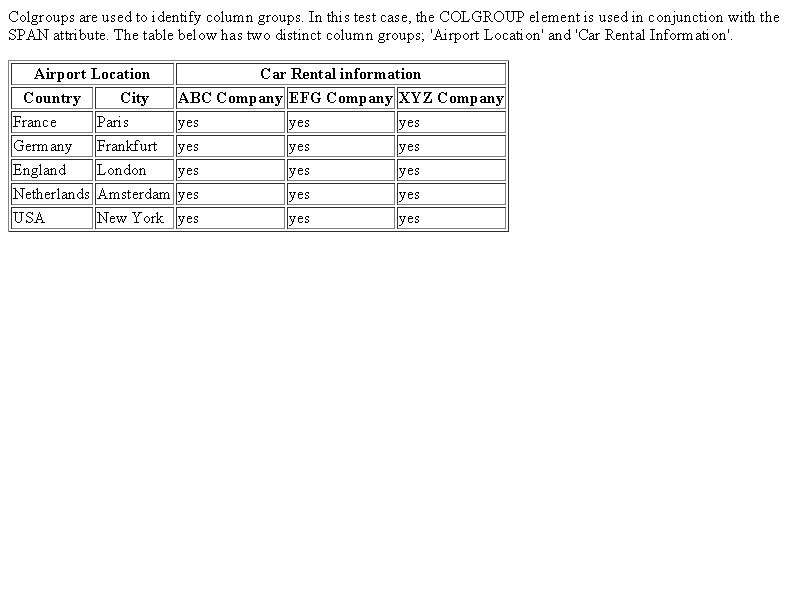 Colgroups are used to identify column groups. In this test case, the COLGROUP element is used in conjunction with the
SPAN attribute. The table below has two distinct column groups; 'Airport Location' and 'Car Rental Information'.
Airport Location Car Rental information
Country City ABC Company EFG Company XYZ Company
France Paris yes yes yes
Germany Frankfurt yes yes yes
England London yes yes yes
Netherlands Amsterdam yes yes yes
USA New York yes yes yes